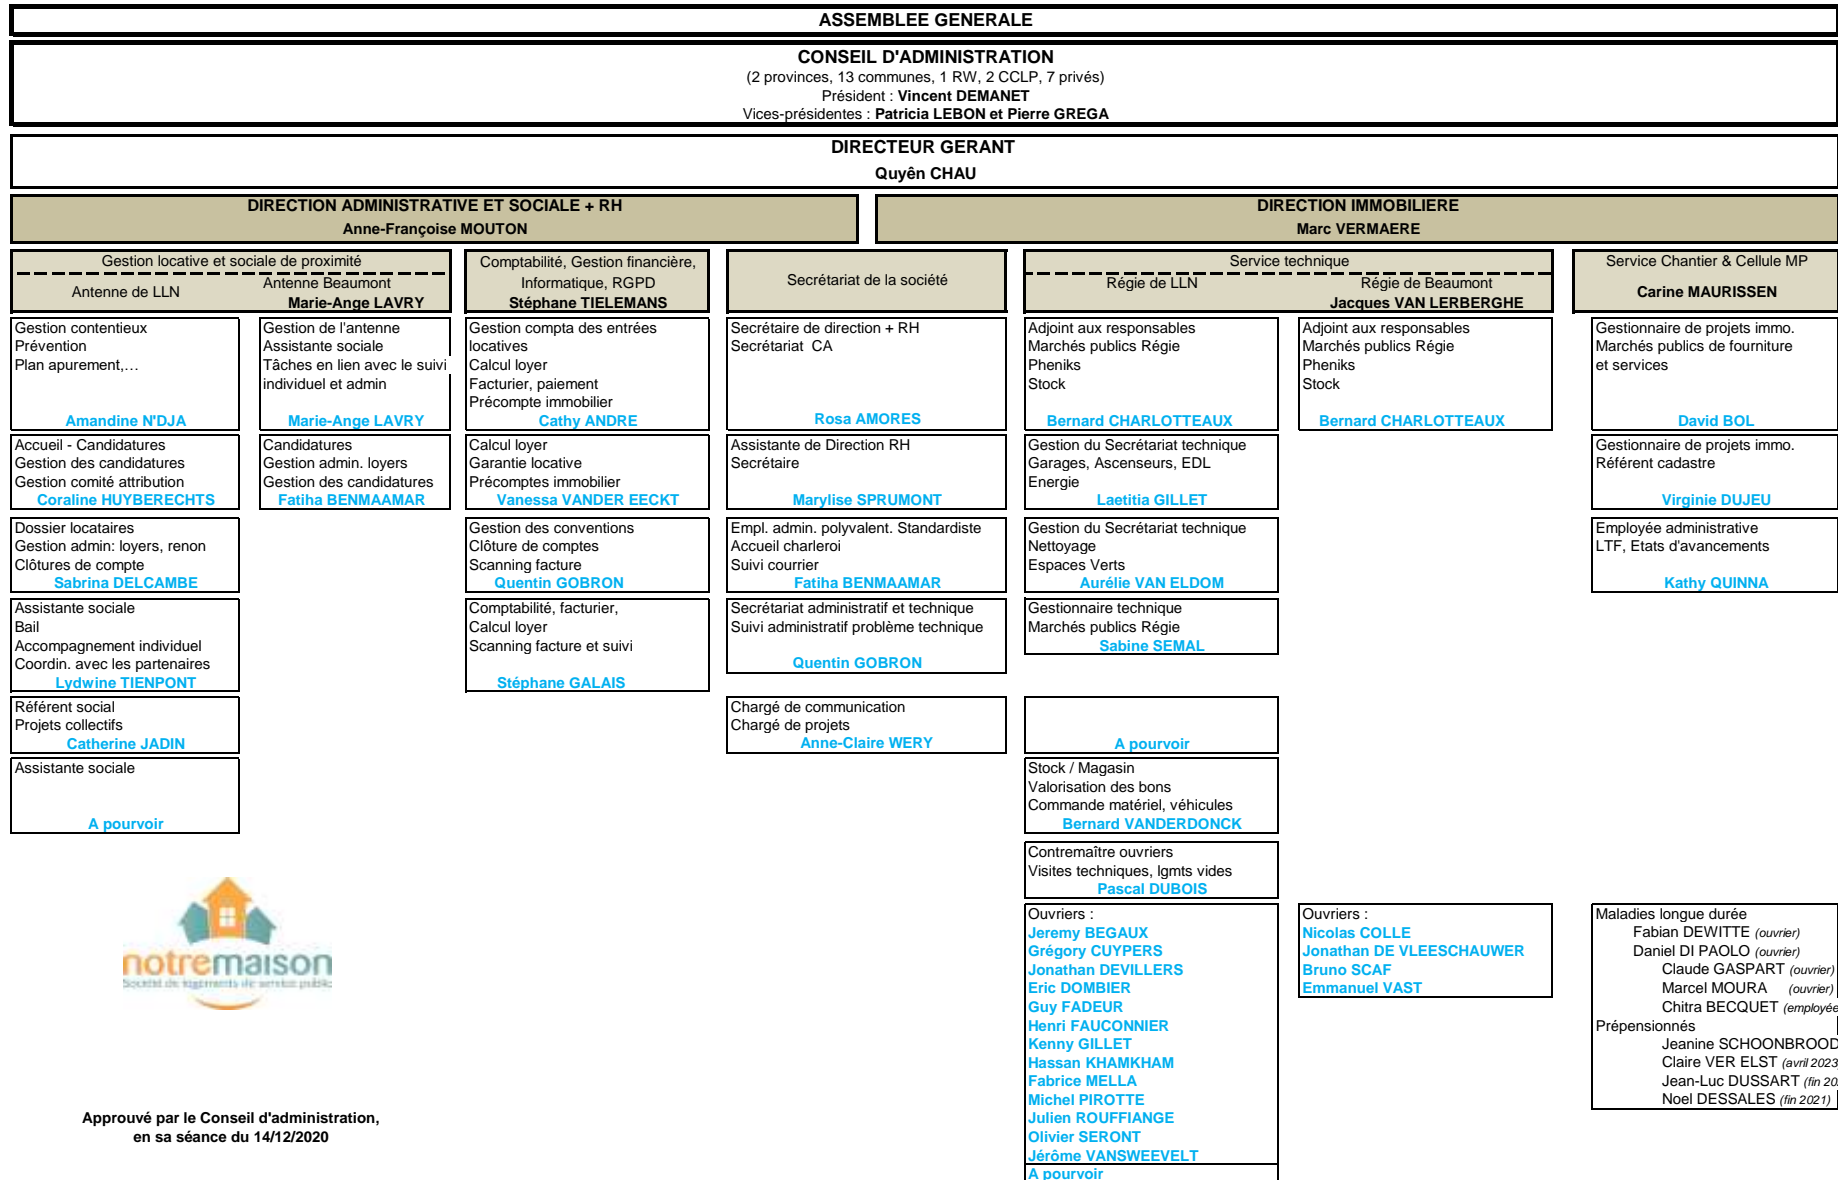 ASSEMBLEE GENERALE
CONSEIL D'ADMINISTRATION
(2 provinces, 13 communes, 1 RW, 2 CCLP, 7 privés)
Président : Vincent DEMANET
Vices-présidentes : Patricia LEBON et Pierre GREGA
DIRECTEUR GERANT
Quyên CHAU
DIRECTION ADMINISTRATIVE ET SOCIALE + RH
Anne-Françoise MOUTON
DIRECTION IMMOBILIERE
Marc VERMAERE
Gestion locative et sociale de proximité
Antenne de LLN
Antenne Beaumont
Marie-Ange LAVRY
Comptabilité, Gestion financière,
Informatique, RGPD
Stéphane TIELEMANS
Secrétariat de la société
Service technique
Régie de LLN
Régie de Beaumont
Jacques VAN LERBERGHE
Service Chantier & Cellule MP
Carine MAURISSEN
Gestion contentieux
Prévention
Plan apurement,…
Amandine N'DJA
Accueil - Candidatures
Gestion des candidatures
Gestion comité attribution
Coraline HUYBERECHTS
Dossier locataires
Gestion admin: loyers, renon
Clôtures de compte
Sabrina DELCAMBE
Assistante sociale
Bail
Accompagnement individuel
Coordin. avec les partenaires
Lydwine TIENPONT
Référent social
Projets collectifs
Catherine JADIN
Assistante sociale
A pourvoir
Gestion de l'antenne
Assistante sociale
Tâches en lien avec le suivi
individuel et admin
Marie-Ange LAVRY
Candidatures
Gestion admin. loyers
Gestion des candidatures
Fatiha BENMAAMAR
Gestion compta des entrées
locatives
Calcul loyer
Facturier, paiement
Précompte immobilier
Cathy ANDRE
Calcul loyer
Garantie locative
Précomptes immobilier
Vanessa VANDER EECKT
Gestion des conventions
Clôture de comptes
Scanning facture
Quentin GOBRON
Comptabilité, facturier,
Calcul loyer
Scanning facture et suivi
Stéphane GALAIS
Secrétaire de direction + RH
Secrétariat CA
Rosa AMORES
Assistante de Direction RH
Secrétaire
Marylise SPRUMONT
Empl. admin. polyvalent. Standardiste
Accueil charleroi
Suivi courrier
Fatiha BENMAAMAR
Secrétariat administratif et technique
Suivi administratif problème technique
Quentin GOBRON
Chargé de communication
Chargé de projets
Anne-Claire WERY
Adjoint aux responsables
Marchés publics Régie
Pheniks
Stock
Bernard CHARLOTTEAUX
Gestion du Secrétariat technique
Garages, Ascenseurs, EDL
Energie
Laetitia GILLET
Gestion du Secrétariat technique
Nettoyage
Espaces Verts
Aurélie VAN ELDOM
Gestionnaire technique
Marchés publics Régie
Sabine SEMAL
A pourvoir
Stock / Magasin
Valorisation des bons
Commande matériel, véhicules
Bernard VANDERDONCK
Contremaître ouvriers
Visites techniques, lgmts vides
Pascal DUBOIS
Ouvriers :
Jeremy BEGAUX
Grégory CUYPERS
Jonathan DEVILLERS
Eric DOMBIER
Guy FADEUR
Henri FAUCONNIER
Kenny GILLET
Hassan KHAMKHAM
Fabrice MELLA
Michel PIROTTE
Julien ROUFFIANGE
Olivier SERONT
Jérôme VANSWEEVELT
A pourvoir
Adjoint aux responsables
Marchés publics Régie
Pheniks
Stock
Bernard CHARLOTTEAUX
Ouvriers :
Nicolas COLLE
Jonathan DE VLEESCHAUWER
Bruno SCAF
Emmanuel VAST
Gestionnaire de projets immo.
Marchés publics de fourniture
et services
David BOL
Gestionnaire de projets immo.
Référent cadastre
Virginie DUJEU
Employée administrative
LTF, Etats d'avancements
Kathy QUINNA
Maladies longue durée
Fabian DEWITTE (ouvrier)
Daniel DI PAOLO (ouvrier)
Claude GASPART (ouvrier)
Marcel MOURA (ouvrier)
Chitra BECQUET (employée
Prépensionnés
Jeanine SCHOONBROOD
Claire VER ELST (avril 2023
Jean-Luc DUSSART (fin 20
Noel DESSALES (fin 2021)
notremaison
Société de logements de service public
Approuvé par le Conseil d'administration,
en sa séance du 14/12/2020